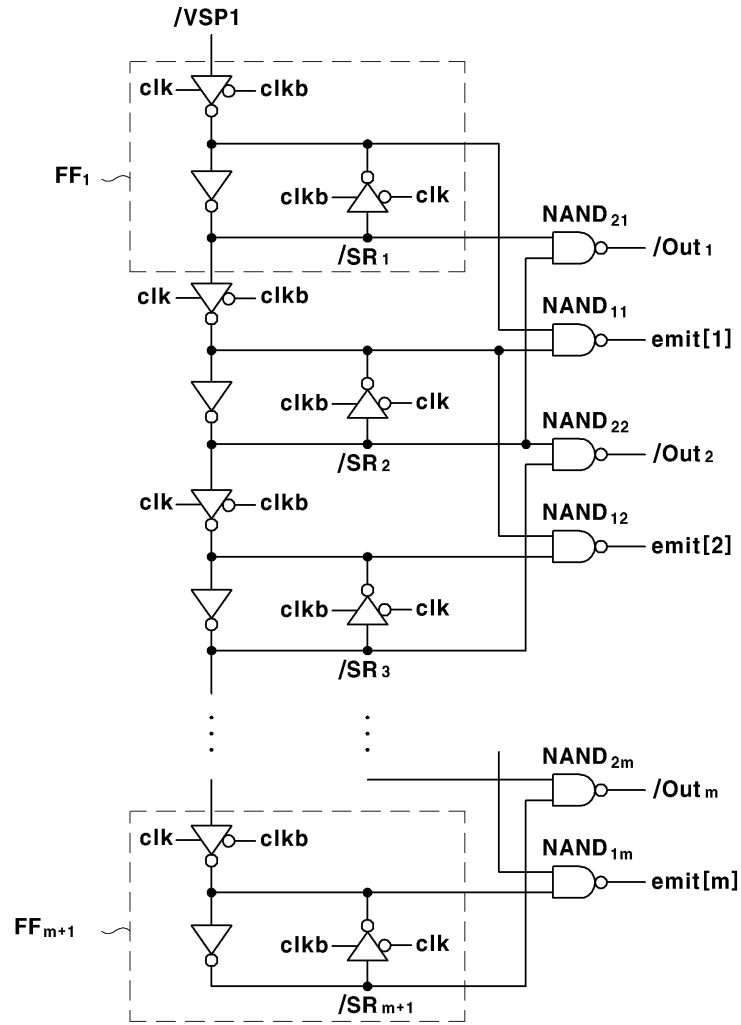 /VSP1
clk clkb
FF1
clkb clk
/SR1
NAND21
/Out1
clk clkb
NAND11
emit[1]
clkb clk
/SR2
NAND22
/Out2
clk clkb
NAND12
emit[2]
clkb clk
/SR3
NAND2m
/Outm
clk clkb
NAND1m
emit[m]
FFm+1
clkb clk
/SRm+1